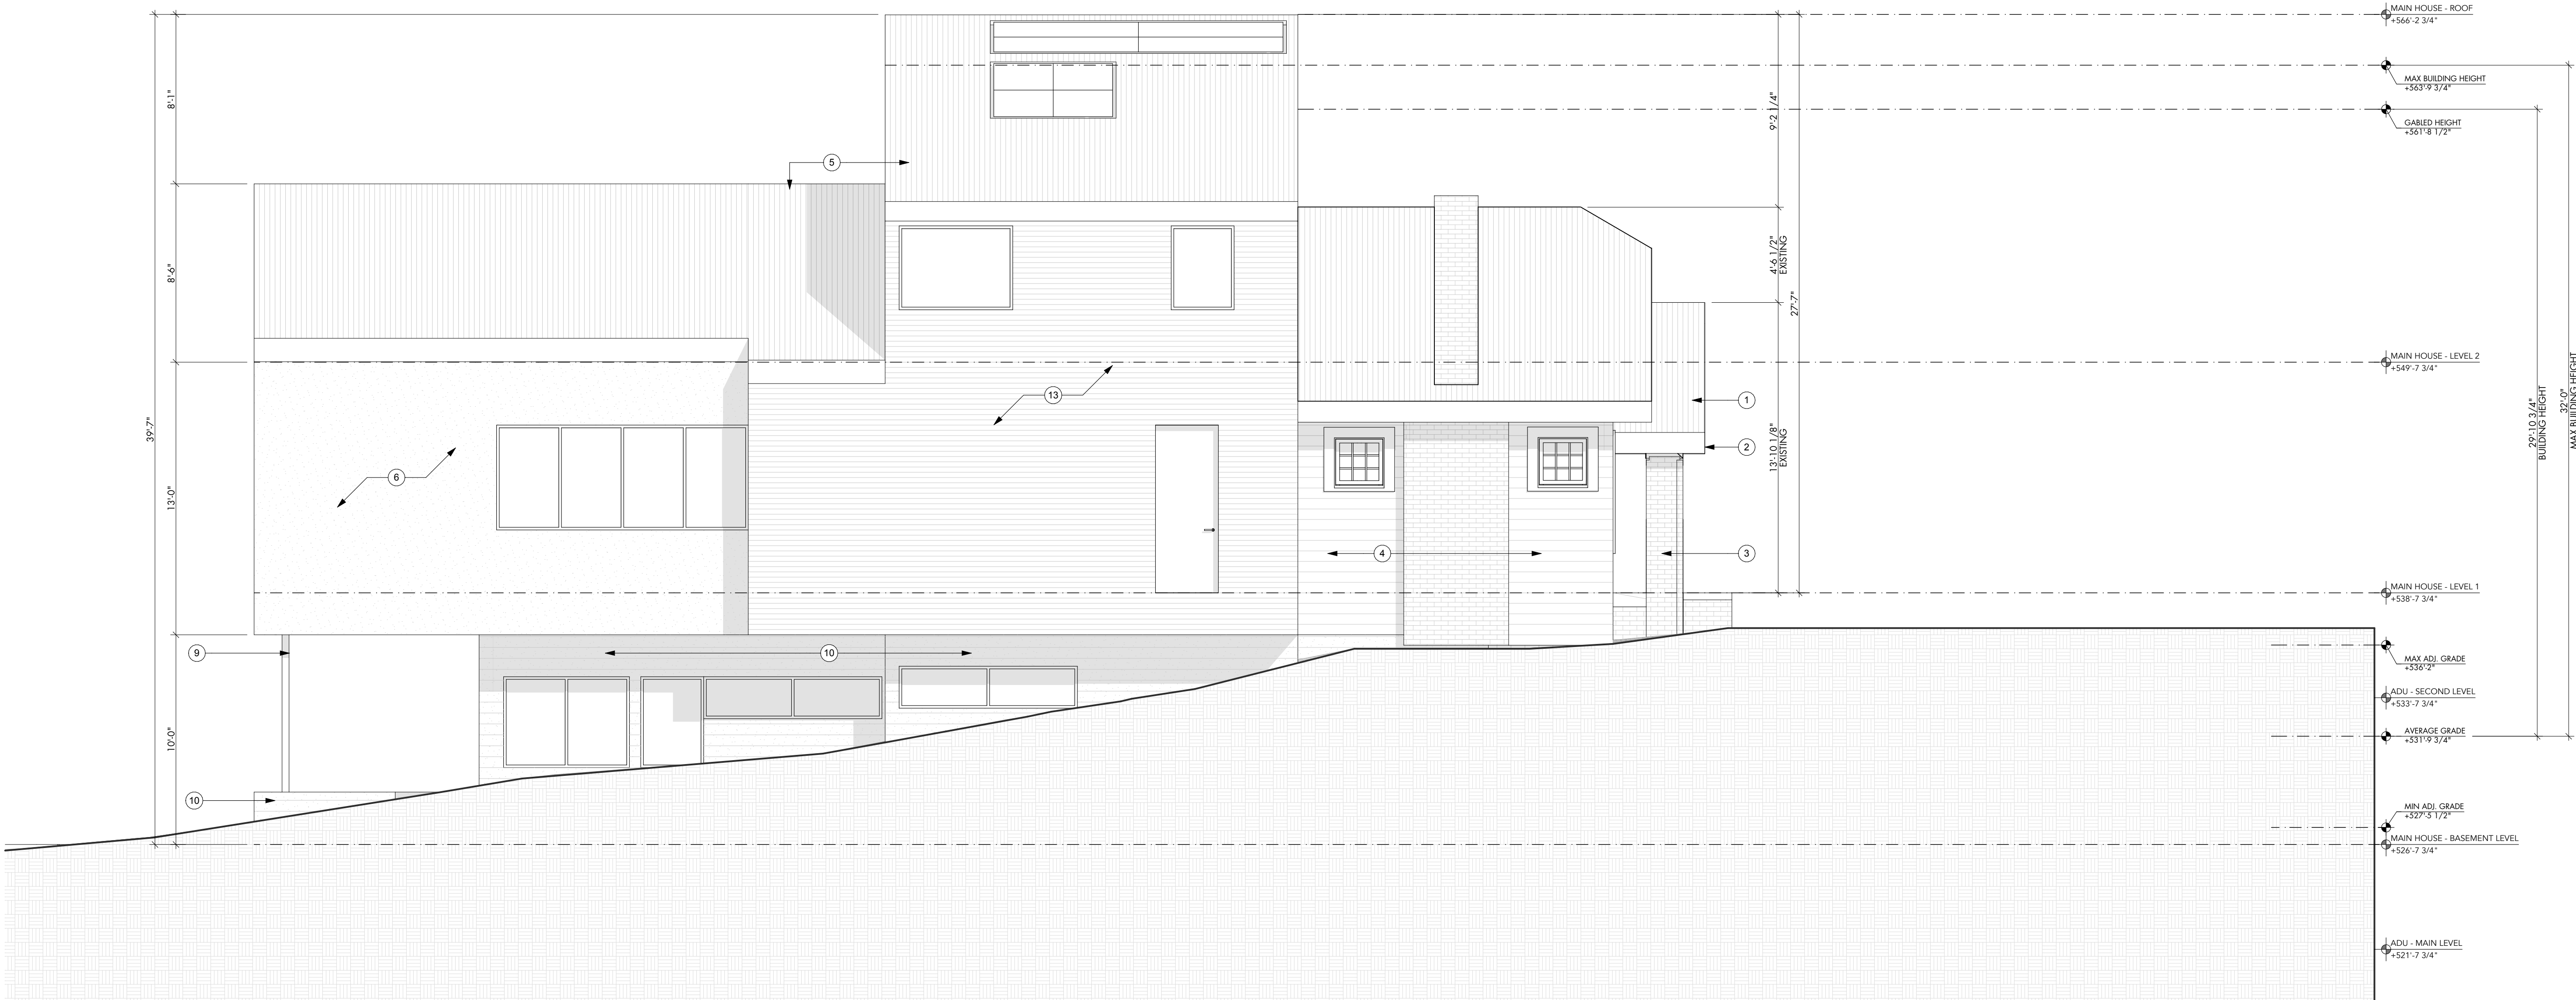 MAIN HOUSE - ROOF
+566'-2 3/4"
MAX BUILDING HEIGHT
+563'-9 3/4"
GABLED HEIGHT
+561'-8 1/2"
8'-1"
9'-2 1/4"
5
8'-6"
4'-6 1/2"
EXISTING
27'-7"
MAIN HOUSE - LEVEL 2
+549'-7 3/4"
13
1
39'-7"
29'-10 3/4"
BUILDING HEIGHT
32'-0"
MAX BUILDING HEIGHT
2
13'-10 1/8"
EXISTING
6
13'-0"
4
3
MAIN HOUSE - LEVEL 1
+538'-7 3/4"
9
10
MAX ADJ. GRADE
+536'-2"
ADU - SECOND LEVEL
+533'-7 3/4"
10'-0"
AVERAGE GRADE
+531'-9 3/4"
10
MIN ADJ. GRADE
+527'-5 1/2"
MAIN HOUSE - BASEMENT LEVEL
+526'-7 3/4"
ADU - MAIN LEVEL
+521'-7 3/4"